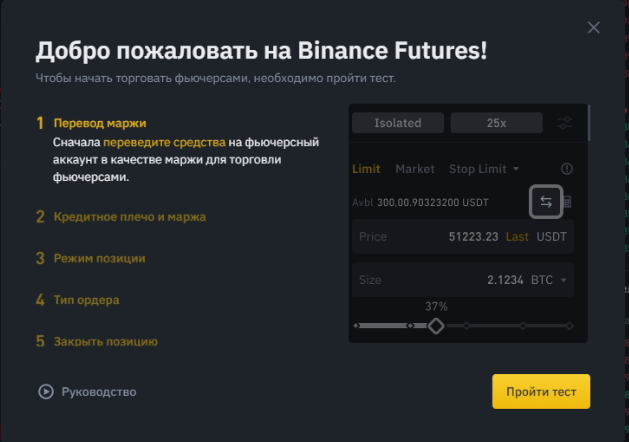 Добро пожаловать на Binance Futures!
Чтобы начать торговать фьючерсами, необходимо пройти тест.
1 Перевод маржи
Сначала переведите средства на фьючерсный
аккаунт в качестве маржи для торговли
фьючерсами.
2 Кредитное плечо и маржа
3 Режим позиции
4 Тип ордера
5 Закрыть позицию
Isolated 25x
Limit Market Stop Limit
Avbl 300,00.90323200 USDT
Price 51223.23 Last USDT
Size 2.1234 BTC
37%
Руководство
Пройти тест